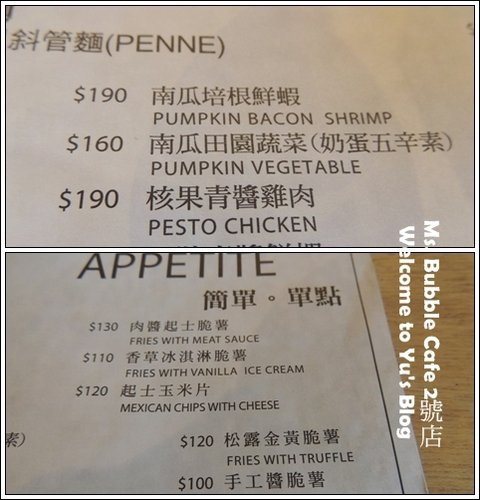 斜管麵(PENNE)
$190 南瓜培根鮮蝦
PUMPKIN BACON SHRIMP
$160 南瓜田園蔬菜(奶蛋五辛素)
PUMPKIN VEGETABLE
$190 核果青醬雞肉
PESTO CHICKEN
APPETITE
簡單。單點
$130 肉醬起士脆薯
FRIES WITH MEAT SAUCE
$110 香草冰淇淋脆薯
FRIES WITH VANILLA ICE CREAM
$120 起士玉米片
MEXICAN CHIPS WITH CHEESE
素)
$120 松露金黃脆薯
FRIES WITH TRUFFLE
$100 手工醬脆薯
Ms. Bubble Cafe 2號店
Welcome to Yu's Blog